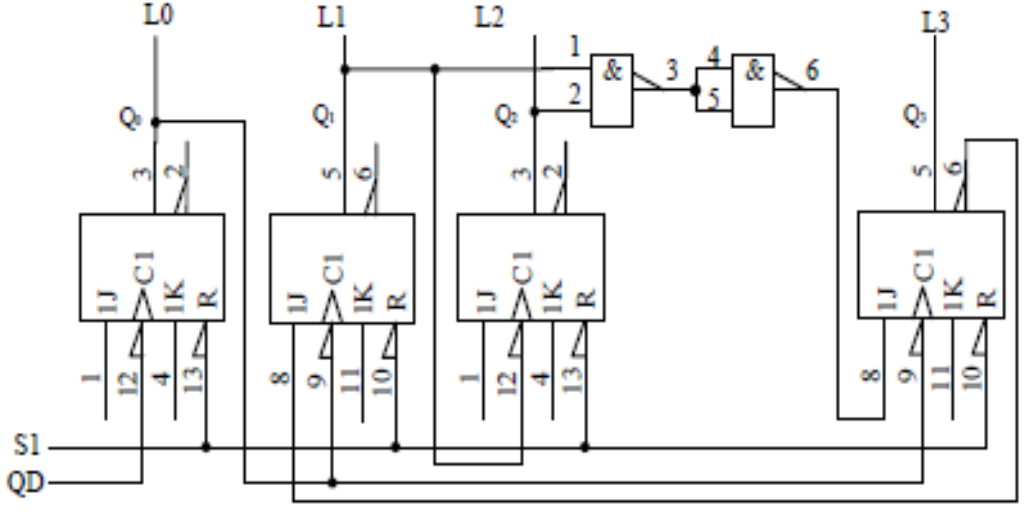 L0 L1 L2 L3
1 & 3 4 & 6
2 5
Q₀ Q₁ Q₂ Q₃
3 2 5 6 3 2 5 6
1J C1 1K R 1J C1 1K R 1J C1 1K R 1J C1 1K R
1 12 4 13 8 9 11 10 1 12 4 13 8 9 11 10
S1
QD